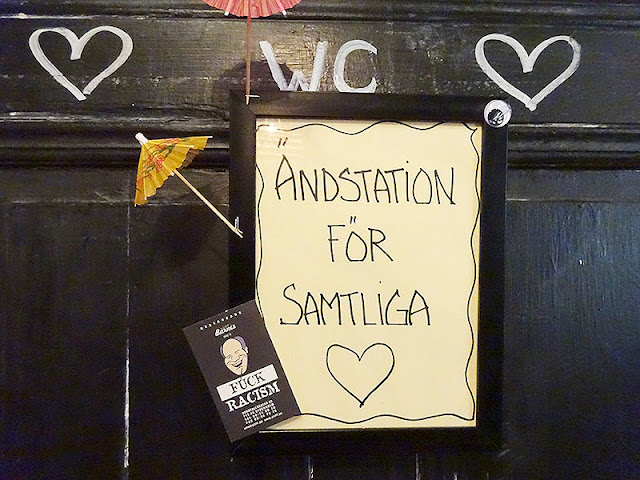 WC
ÄNDSTATION
FÖR
SAMTLIGA
FUCK
RACISM